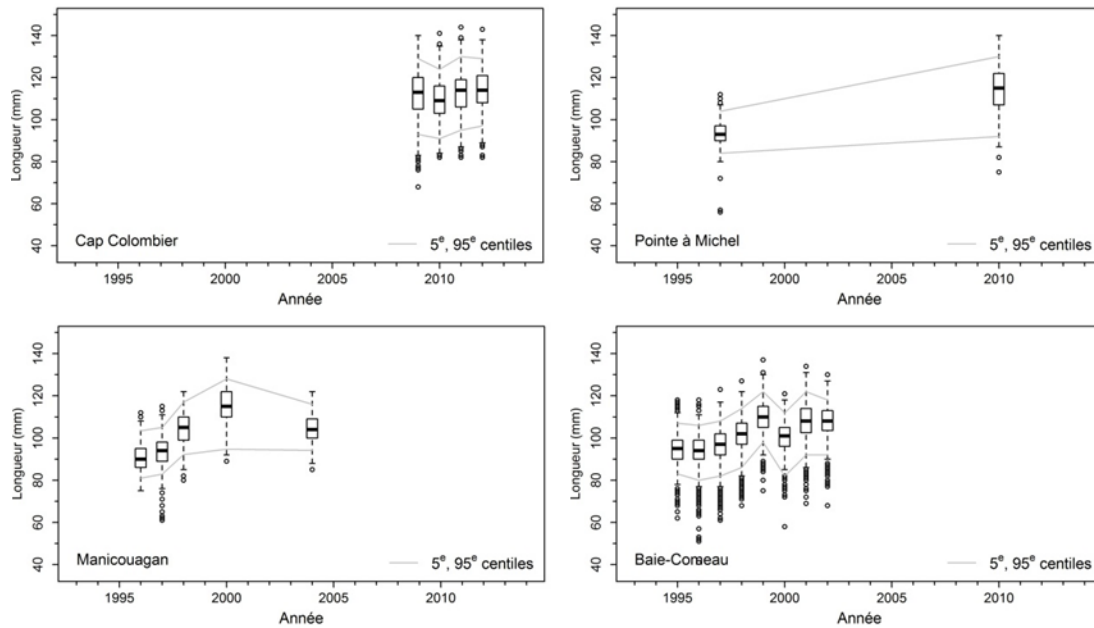 Longueur (mm)
140
120
100
80
60
40
Cap Colombier
5e, 95e centiles
1995 2000 2005 2010
Année
Longueur (mm)
140
120
100
80
60
40
Pointe à Michel
5e, 95e centiles
1995 2000 2005 2010
Année
Longueur (mm)
140
120
100
80
60
40
Manicouagan
5e, 95e centiles
1995 2000 2005 2010
Année
Longueur (mm)
140
120
100
80
60
40
Baie-Comeau
5e, 95e centiles
1995 2000 2005 2010
Année